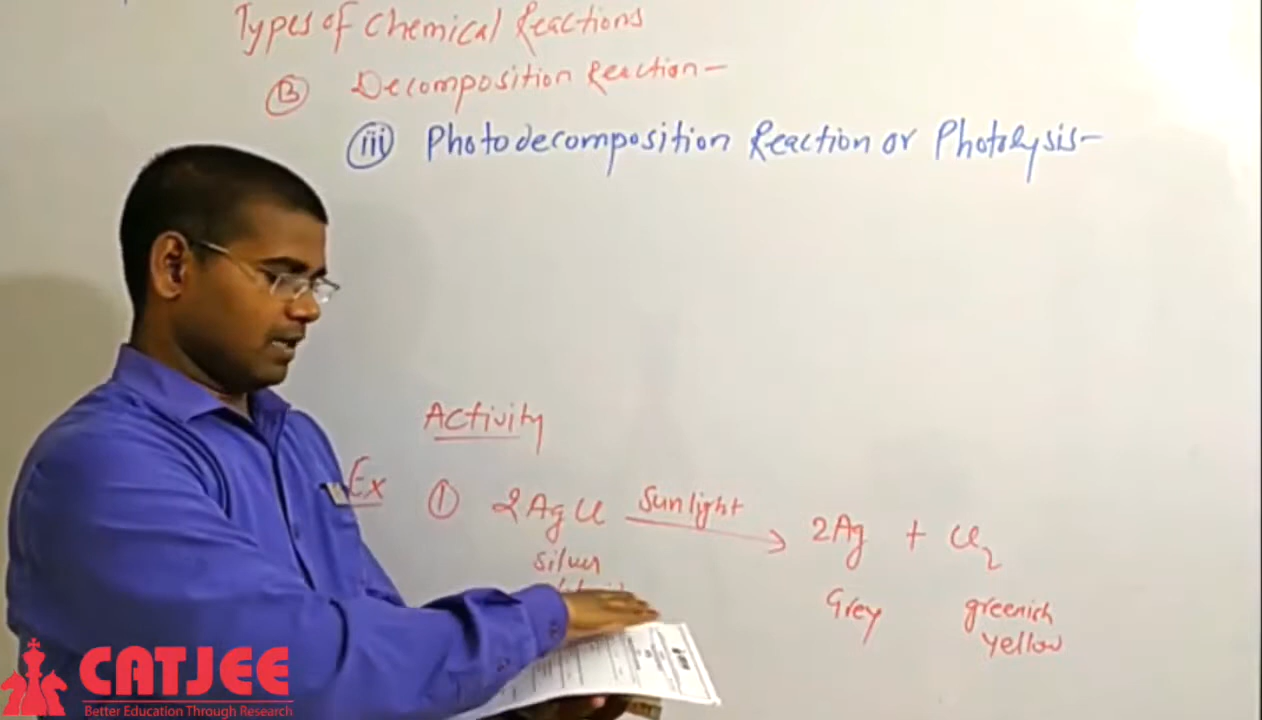 Types of Chemical Reactions
B Decomposition Reaction -
iii Photodecomposition Reaction or Photolysis -
Activity
Ex 1 2AgCl Sunlight 2Ag + Cl2
Silver
Grey greenish
yellow
CATJEE
Better Education Through Research